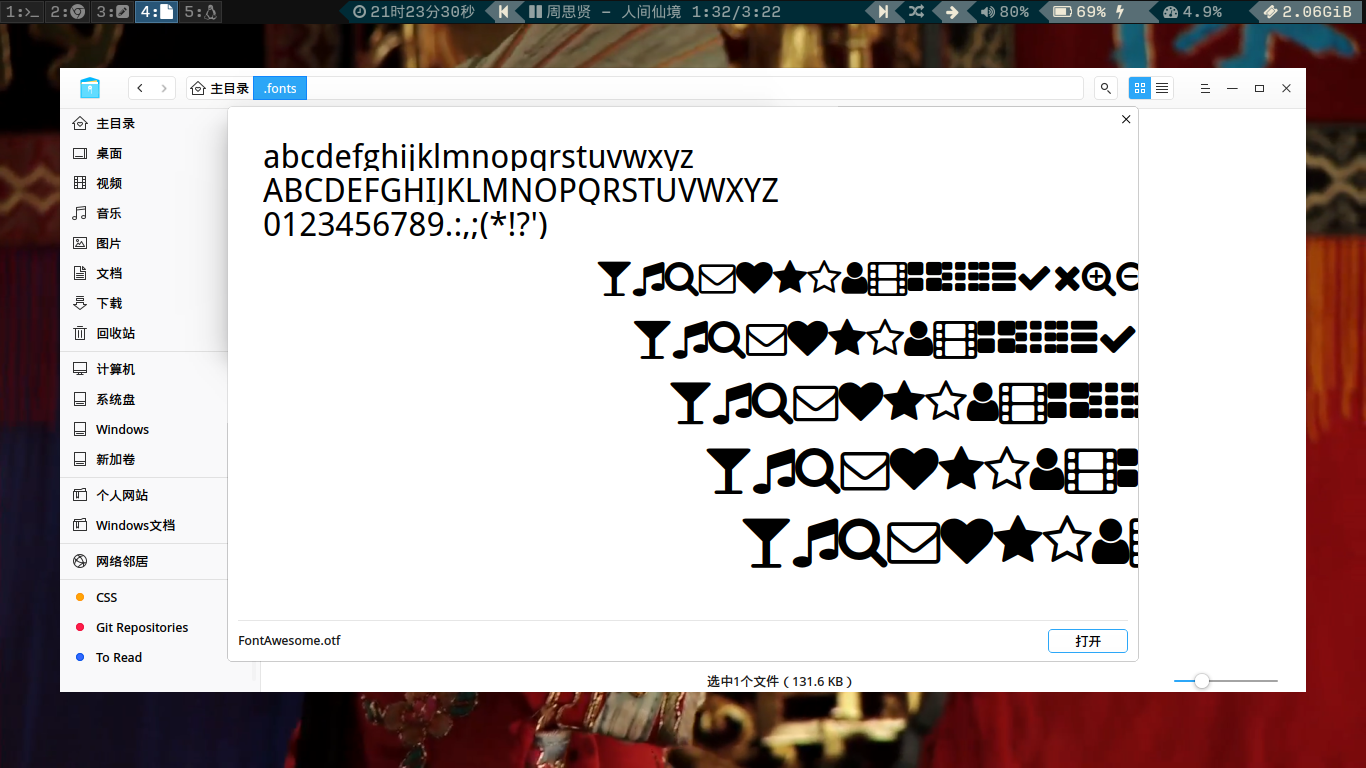 1:>_ 2: 3: 4: 5:
21时23分30秒
周思贤 - 人间仙境 1:32/3:22
80%
69%
4.9%
2.06GiB
主目录 .fonts
主目录
桌面
视频
音乐
图片
文档
下载
回收站
计算机
系统盘
Windows
新加卷
个人网站
Windows文档
网络邻居
CSS
Git Repositories
To Read
abcdefghijklmnopqrstuvwxyz
ABCDEFGHIJKLMNOPQRSTUVWXYZ
0123456789.:,;(*!?')
FontAwesome.otf
打开
选中1个文件（131.6 KB）